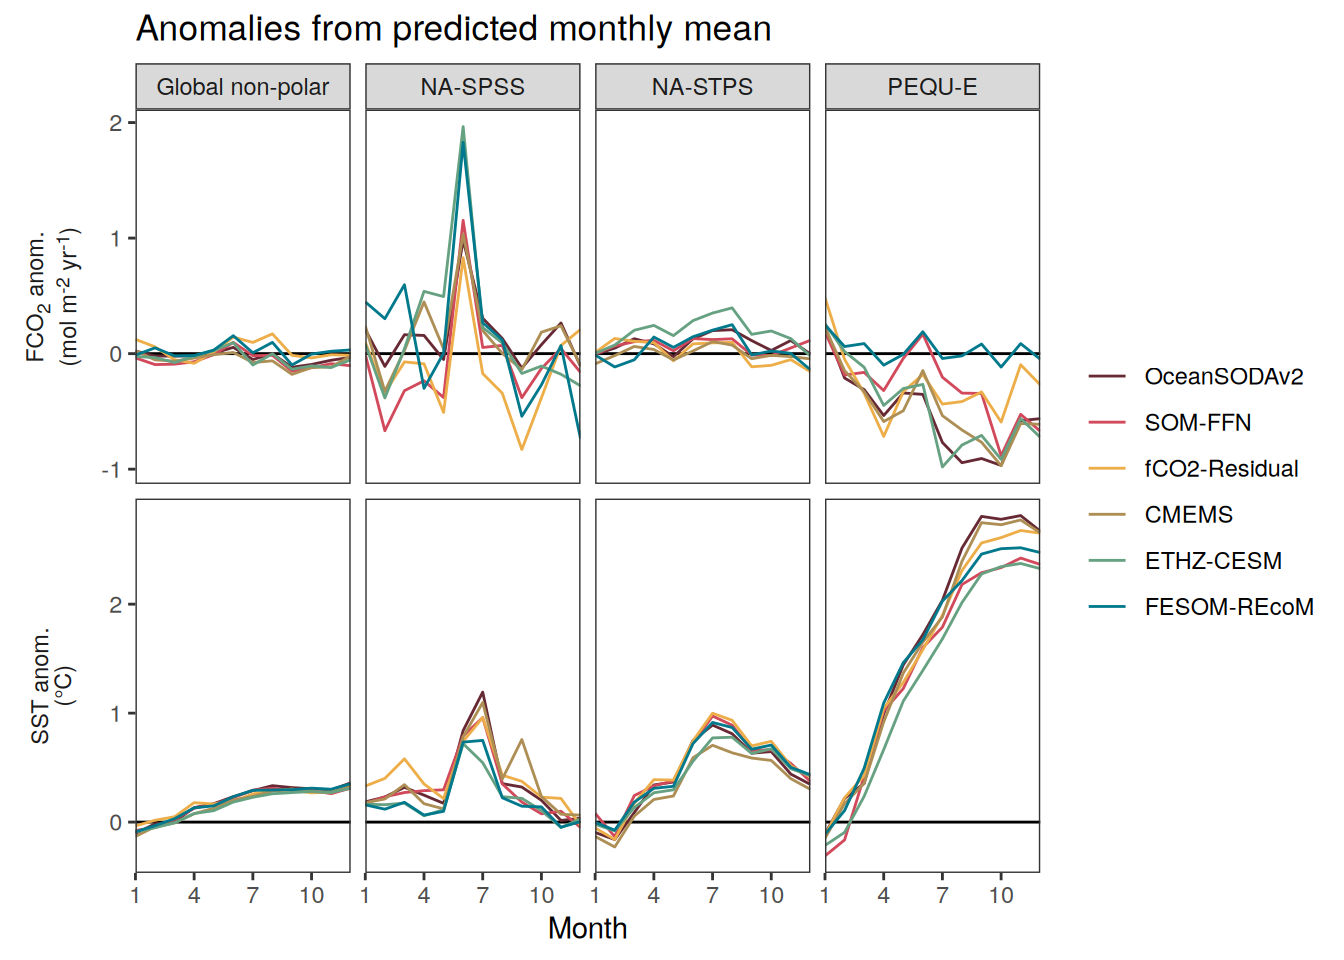 Anomalies from predicted monthly mean
Global non-polar
NA-SPSS
NA-STPS
PEQU-E
FCO₂ anom.
(mol m⁻² yr⁻¹)
2
1
0
-1
SST anom.
(°C)
2
1
0
1 4 7 10
1 4 7 10
1 4 7 10
1 4 7 10
Month
OceanSODAv2
SOM-FFN
fCO2-Residual
CMEMS
ETHZ-CESM
FESOM-REcoM